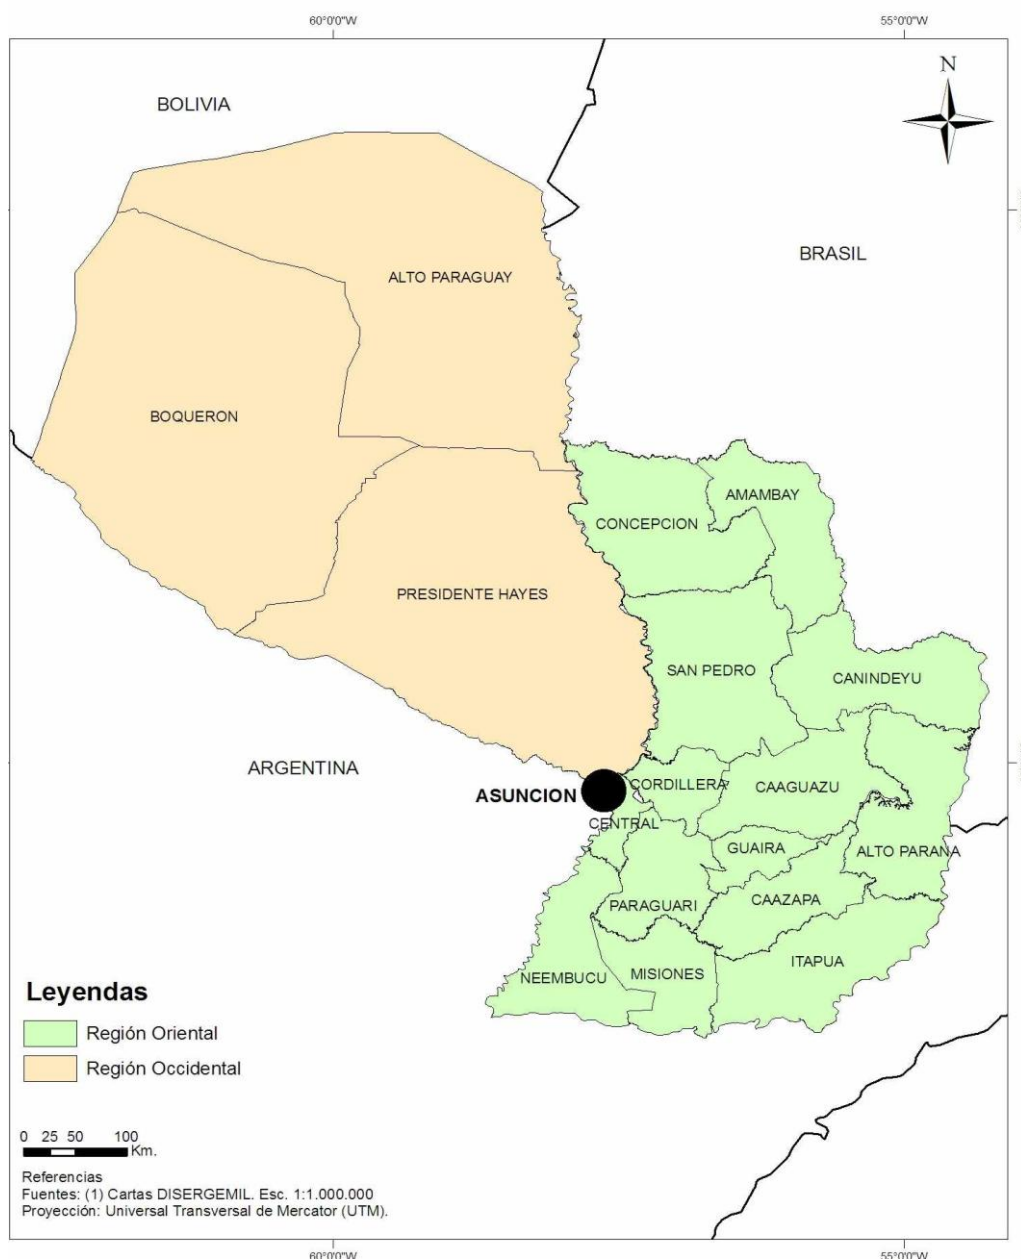 60°0'0"W
55°0'0"W
N
BOLIVIA
BRASIL
ALTO PARAGUAY
BOQUERON
AMAMBAY
CONCEPCION
PRESIDENTE HAYES
SAN PEDRO
CANINDEYU
ARGENTINA
CORDILLERA
CAAGUAZU
ASUNCION
CENTRAL
GUAIRA
ALTO PARANA
CAAZAPA
PARAGUARI
ITAPUA
NEEMBUCU
MISIONES
Leyendas
Región Oriental
Región Occidental
0 25 50 100
Km.
Referencias
Fuentes: (1) Cartas DISERGEMIL. Esc. 1:1.000.000
Proyección: Universal Transversal de Mercator (UTM).
60°0'0"W
55°0'0"W